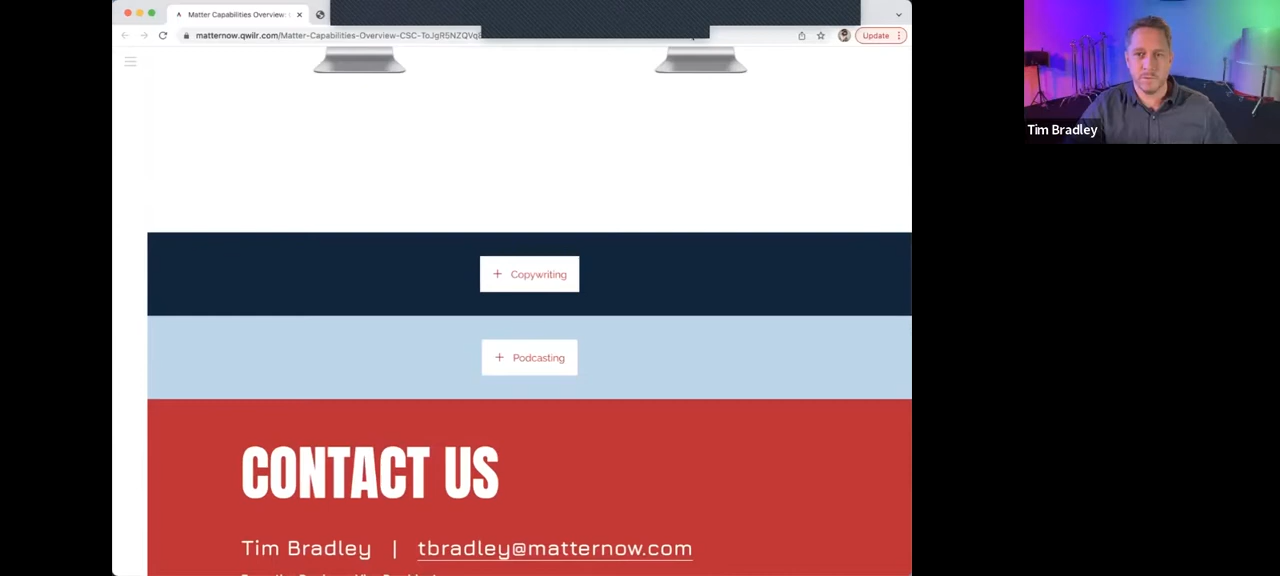 Matter Capabilities Overview:
matternow.qwilr.com/Matter-Capabilities-Overview-CSC-ToJgR5NZQVqE
Update
Tim Bradley
+ Copywriting
+ Podcasting
CONTACT US
Tim Bradley | tbradley@matternow.com